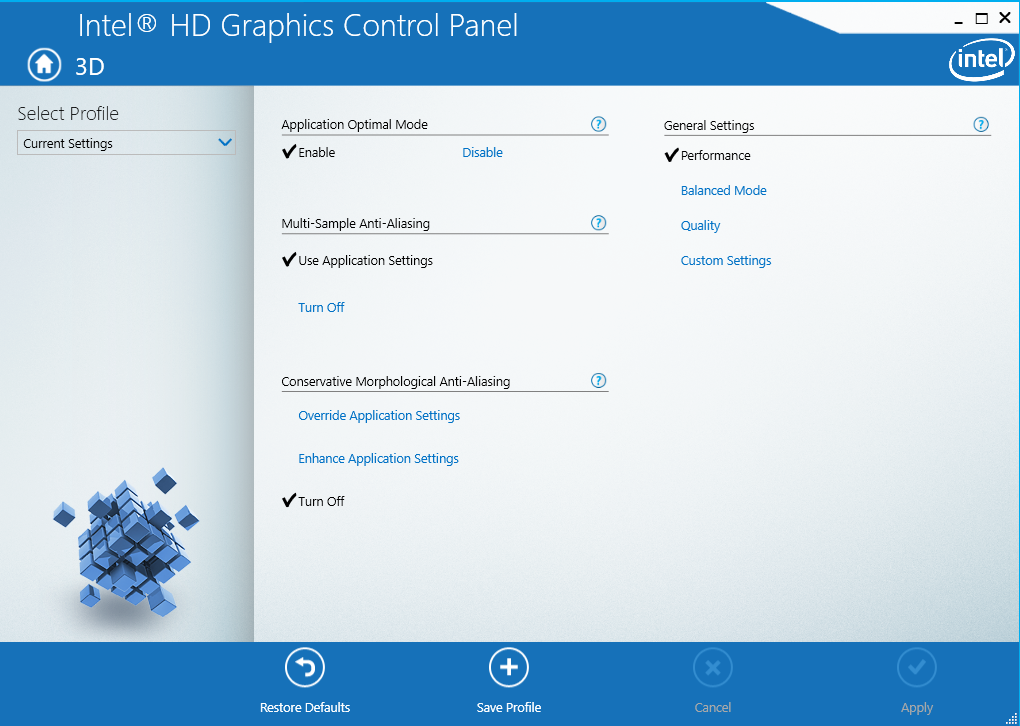 Intel® HD Graphics Control Panel
3D
intel
Select Profile
Current Settings
Application Optimal Mode ?
Enable Disable
Multi-Sample Anti-Aliasing ?
Use Application Settings
Turn Off
Conservative Morphological Anti-Aliasing ?
Override Application Settings
Enhance Application Settings
Turn Off
General Settings ?
Performance
Balanced Mode
Quality
Custom Settings
Restore Defaults
Save Profile
Cancel
Apply